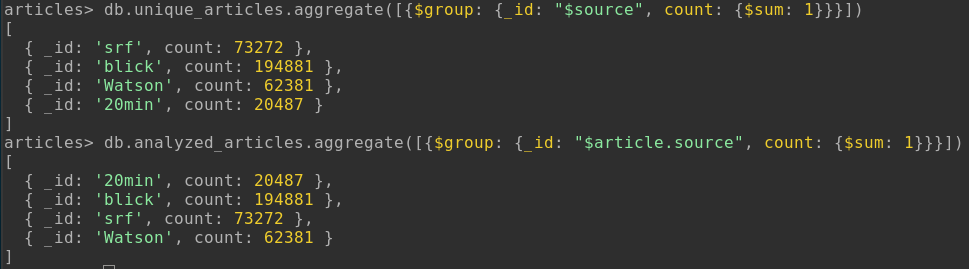 articles> db.unique_articles.aggregate([{$group: {_id: "$source", count: {$sum: 1}}}])
[
  { _id: 'srf', count: 73272 },
  { _id: 'blick', count: 194881 },
  { _id: 'Watson', count: 62381 },
  { _id: '20min', count: 20487 }
]
articles> db.analyzed_articles.aggregate([{$group: {_id: "$article.source", count: {$sum: 1}}}])
[
  { _id: '20min', count: 20487 },
  { _id: 'blick', count: 194881 },
  { _id: 'srf', count: 73272 },
  { _id: 'Watson', count: 62381 }
]